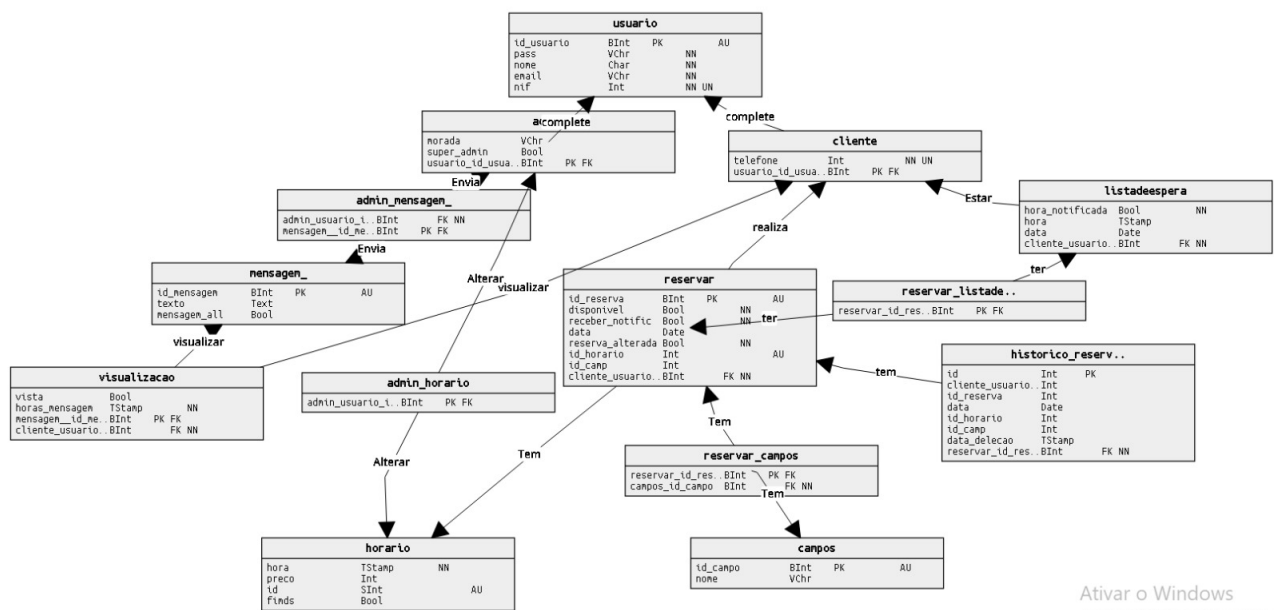 usuario
id_usuario BInt PK AU
pass VChr NN
nome Char NN
email VChr NN
nif Int NN UN
complete
complete
morada VChr
super_admin Bool
usuario_id_usua..BInt PK FK
cliente
telefone Int NN UN
usuario_id_usua..BInt PK FK
Envia
admin_mensagem_
admin_usuario_i..BInt FK NN
mensagem__id_me..BInt PK FK
Estar
listadeespera
hora_notificada Bool NN
hora TStamp
data Date
cliente_usuario..BInt FK NN
realiza
Envia
mensagem_
id_mensagem BInt PK AU
texto Text
mensagem_all Bool
Alterar
visualizar
reservar
id_reserva BInt PK AU
disponivel Bool NN
receber_notific Bool NN
data Date
reserva_alterada Bool NN
id_horario Int AU
id_camp Int
cliente_usuario..BInt FK NN
ter
reservar_listade..
reservar_id_res..BInt PK FK
ter
visualizar
visualizacao
vista Bool
horas_mensagem TStamp NN
mensagem__id_me..BInt PK FK
cliente_usuario..BInt FK NN
admin_horario
admin_usuario_i..BInt PK FK
tem
historico_reserv..
id Int PK
cliente_usuario..Int
id_reserva Int
data Date
id_horario Int
id_camp Int
data_delecao TStamp
reservar_id_res..BInt FK NN
Tem
reservar_campos
reservar_id_res..BInt PK FK
campos_id_campo BInt FK NN
Alterar
Tem
Tem
horario
hora TStamp NN
preco Int
id SInt AU
fimds Bool
campos
id_campo BInt PK AU
nome VChr
Ativar o Windows